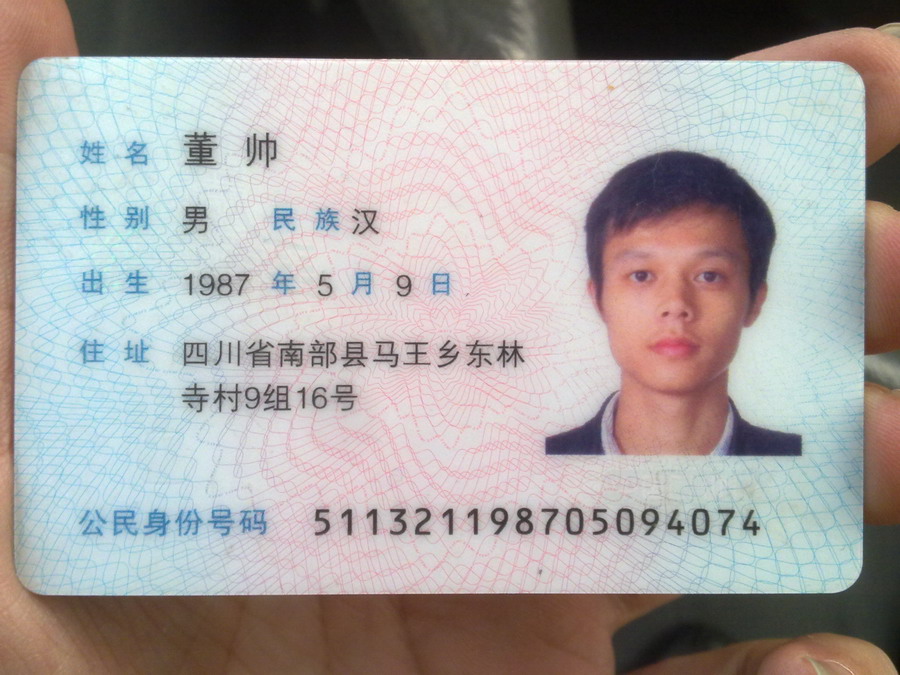 姓名 董帅
性别 男 民族 汉
出生 1987 年 5 月 9 日
住址 四川省南部县马王乡东林
寺村9组16号
公民身份号码 511321198705094074